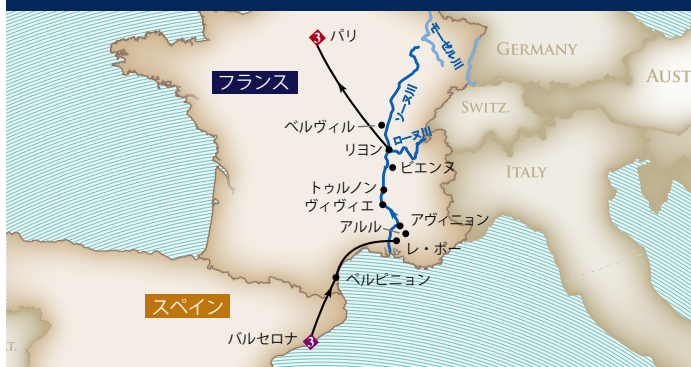 3 パリ
モーゼル川
GERMANY
フランス
AUST
ソーヌ川
SWITZ.
ベルヴィル
ローヌ川
リヨン
ビエンヌ
ITALY
トゥルノン
ヴィヴィエ
アヴィニョン
アルル
レ・ボー
ペルピニョン
スペイン
バルセロナ 3
T.